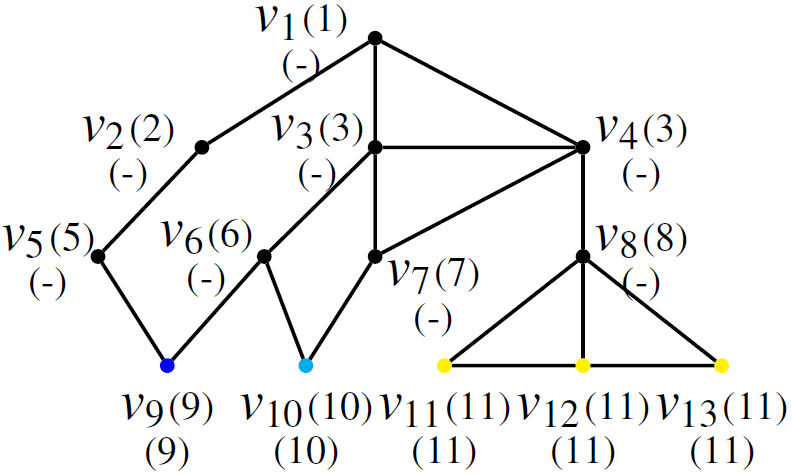 v1(1)
(-)
v2(2)
(-)
v3(3)
(-)
v4(3)
(-)
v5(5)
(-)
v6(6)
(-)
v7(7)
(-)
v8(8)
(-)
v9(9)
(9)
v10(10)
(10)
v11(11)
(11)
v12(11)
(11)
v13(11)
(11)